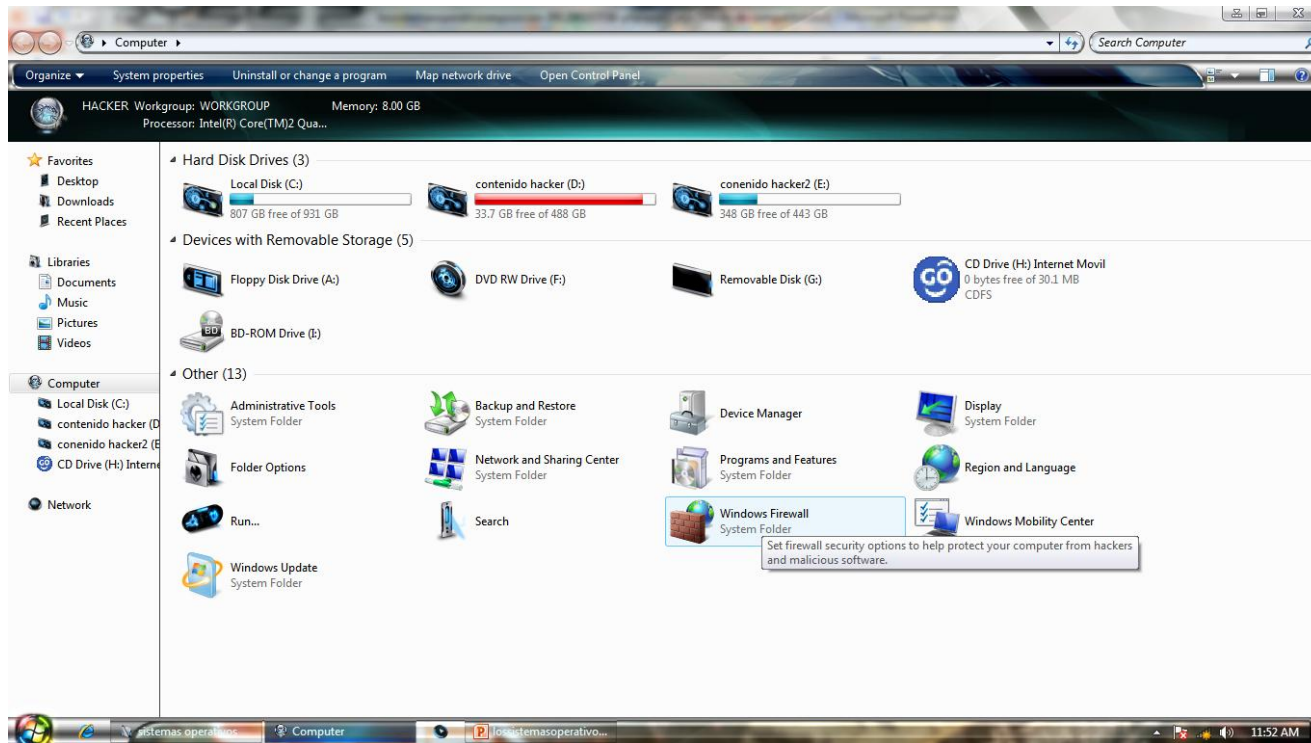 Computer
Search Computer
Organize System properties Uninstall or change a program Map network drive Open Control Panel
HACKER Workgroup: WORKGROUP Memory: 8.00 GB
Processor: Intel(R) Core(TM)2 Qua...
Favorites
Desktop
Downloads
Recent Places
Libraries
Documents
Music
Pictures
Videos
Computer
Local Disk (C:)
contenido hacker (D
conenido hacker2 (E
CD Drive (H:) Interne
Network
Hard Disk Drives (3)
Local Disk (C:)
807 GB free of 931 GB
contenido hacker (D:)
33.7 GB free of 488 GB
conenido hacker2 (E:)
348 GB free of 443 GB
Devices with Removable Storage (5)
Floppy Disk Drive (A:)
DVD RW Drive (F:)
Removable Disk (G:)
GO
CD Drive (H:) Internet Movil
0 bytes free of 30.1 MB
CDFS
BD
BD-ROM Drive (I:)
Other (13)
Administrative Tools
System Folder
Backup and Restore
System Folder
Device Manager
Display
System Folder
Folder Options
Network and Sharing Center
System Folder
Programs and Features
System Folder
Region and Language
Run...
Search
Windows Firewall
System Folder
Windows Mobility Center
Set firewall security options to help protect your computer from hackers
and malicious software.
Windows Update
System Folder
sistemas operativos
Computer
lossistemasoperativo...
11:52 AM